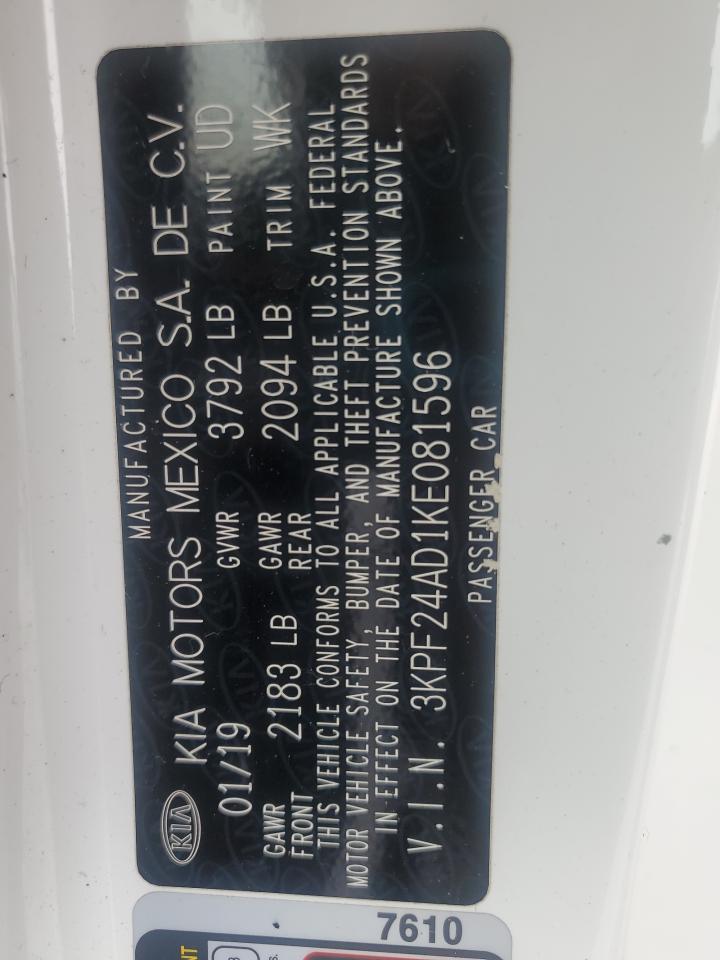 MANUFACTURED BY
KIA KIA MOTORS MEXICO S.A. DE C.V.
01/19 GVWR 3792 LB PAINT UD
GAWR FRONT 2183 LB GAWR REAR 2094 LB TRIM WK
THIS VEHICLE CONFORMS TO ALL APPLICABLE U.S.A. FEDERAL
MOTOR VEHICLE SAFETY, BUMPER, AND THEFT PREVENTION STANDARDS
IN EFFECT ON THE DATE OF MANUFACTURE SHOWN ABOVE.
V.I.N. 3KPF24AD1KE081596
PASSENGER CAR
7610